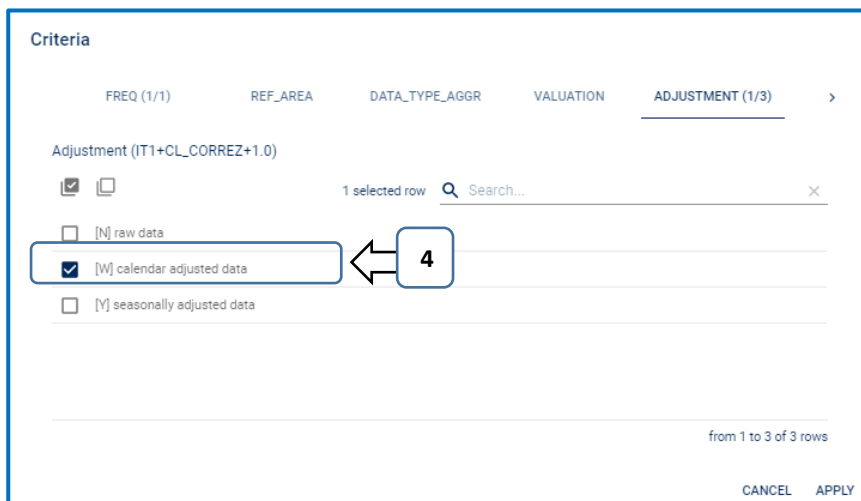 Criteria
FREQ (1/1) REF_AREA DATA_TYPE_AGGR VALUATION ADJUSTMENT (1/3) >
Adjustment (IT1+CL_CORREZ+1.0)
1 selected row Search... ×
[N] raw data
[W] calendar adjusted data
4
[Y] seasonally adjusted data
from 1 to 3 of 3 rows
CANCEL APPLY